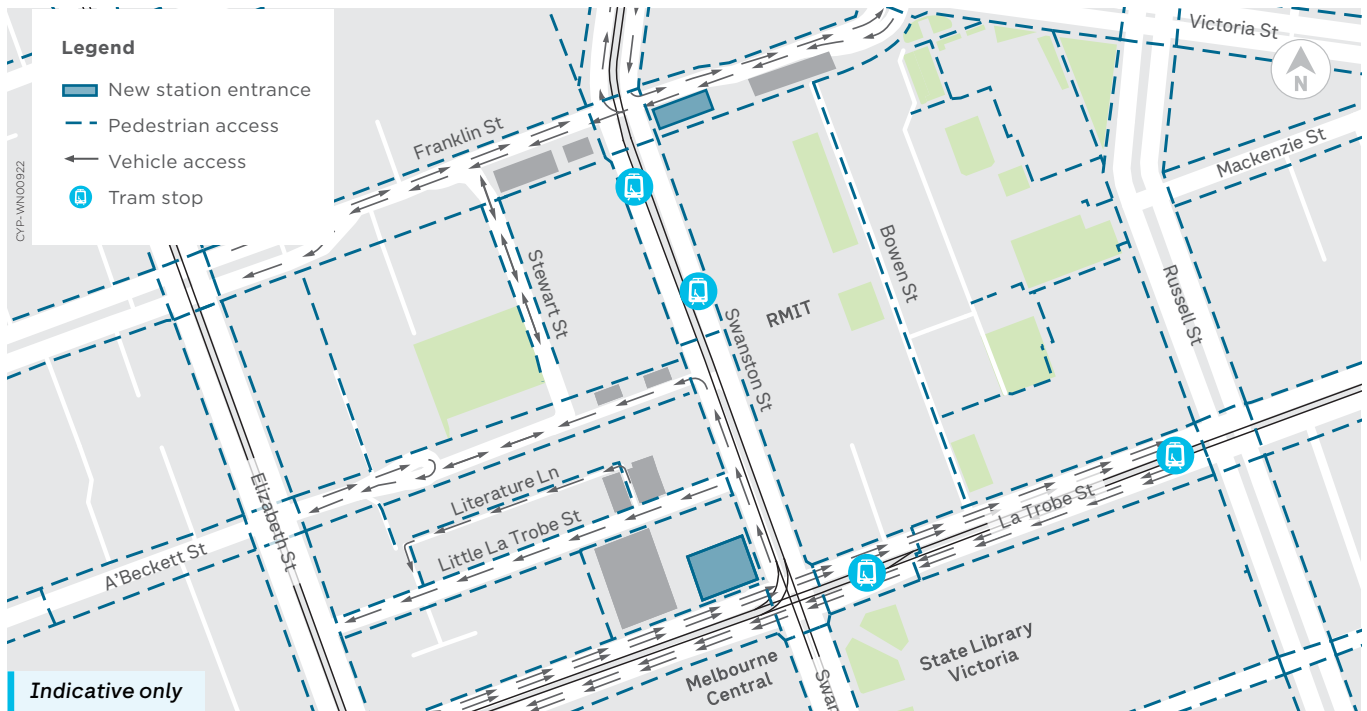 Legend
New station entrance
Pedestrian access
Vehicle access
Tram stop
CYP-WN00922
Victoria St
N
Franklin St
Mackenzie St
Stewart St
Bowen St
RMIT
Russell St
Swanston St
Elizabeth St
Literature Ln
Little La Trobe St
La Trobe St
A'Beckett St
State Library
Victoria
Melbourne
Central
Swan
Indicative only